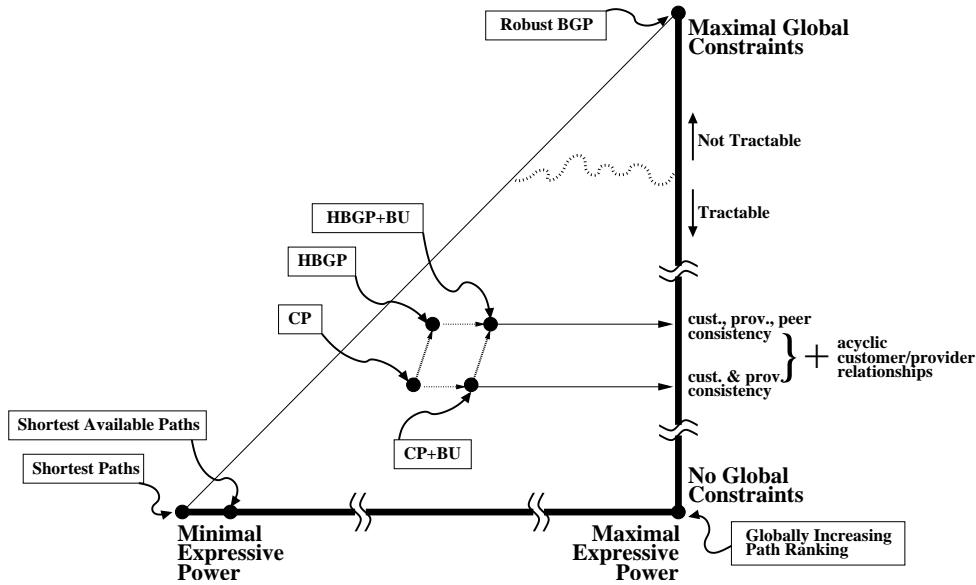 Robust BGP
Maximal Global
Constraints
Not Tractable
Tractable
HBGP+BU
HBGP
CP
cust., prov., peer
consistency
} +
acyclic
customer/provider
relationships
cust. & prov.
consistency
Shortest Available Paths
Shortest Paths
CP+BU
No Global
Constraints
Minimal
Expressive
Power
Maximal
Expressive
Power
Globally Increasing
Path Ranking